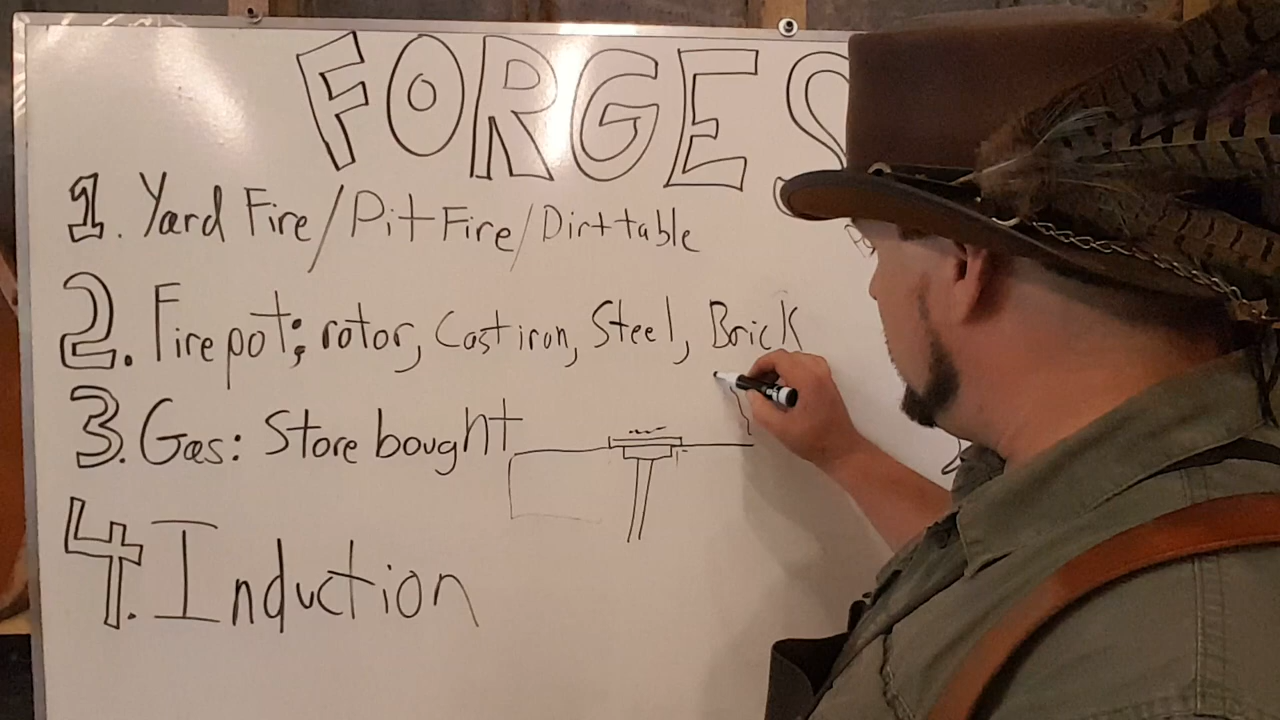 FORGES
1. Yard Fire/Pit Fire/Dirt table
2. Fire pot; rotor, Cast iron, Steel, Brick
3. Gas: Store bought
4. Induction